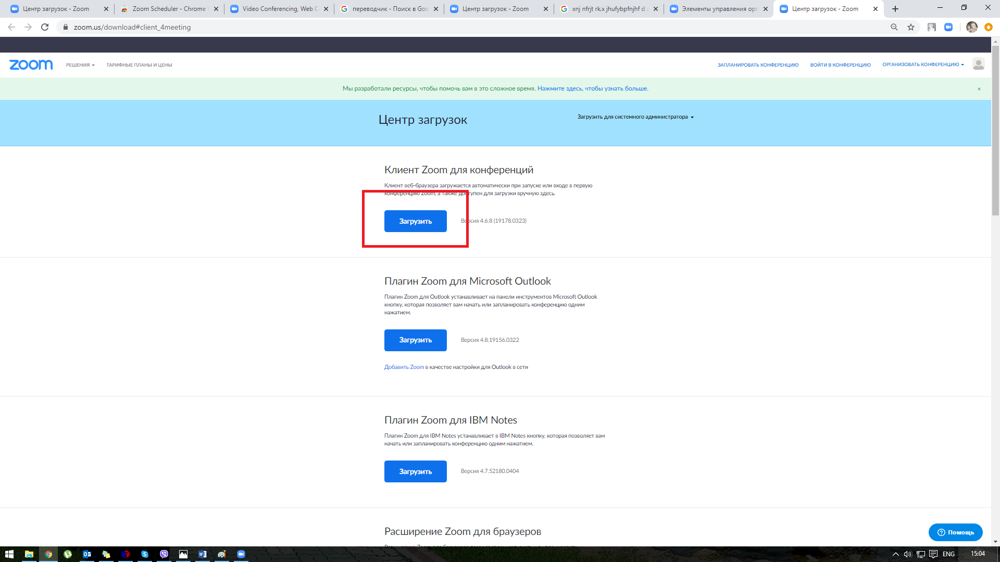 Центр загрузок - Zoom
Zoom Scheduler - Chrome
Video Conferencing, Web C
переводчик - Поиск в Goo
Центр загрузок - Zoom
xnj nfrjt rk.x jhufybpfnjhf d z
Элементы управления орг
Центр загрузок - Zoom
zoom.us/download#client_4meeting
zoom
РЕШЕНИЯ
ТАРИФНЫЕ ПЛАНЫ И ЦЕНЫ
ЗАПЛАНИРОВАТЬ КОНФЕРЕНЦИЮ
ВОЙТИ В КОНФЕРЕНЦИЮ
ОРГАНИЗОВАТЬ КОНФЕРЕНЦИЮ
Мы разработали ресурсы, чтобы помочь вам в это сложное время. Нажмите здесь, чтобы узнать больше.
Центр загрузок
Загрузить для системного администратора
Клиент Zoom для конференций
Клиент веб-браузера загружается автоматически при запуске или входе в первую
конференцию Zoom, а также доступен для загрузки вручную здесь.
Загрузить
Версия 4.6.8 (19178.0323)
Плагин Zoom для Microsoft Outlook
Плагин Zoom для Outlook устанавливает на панели инструментов Microsoft Outlook
кнопку, которая позволяет вам начать или запланировать конференцию одним
нажатием.
Загрузить
Версия 4.8.19156.0322
Добавить Zoom в качестве настройки для Outlook в сети
Плагин Zoom для IBM Notes
Плагин Zoom для IBM Notes устанавливает в IBM Notes кнопку, которая позволяет вам
начать или запланировать конференцию одним нажатием.
Загрузить
Версия 4.7.52180.0404
Расширение Zoom для браузеров
Помощь
ENG
15:04